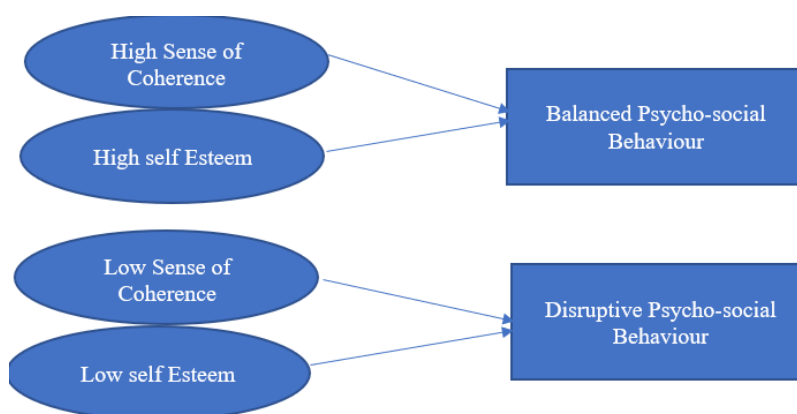 High Sense of
Coherence
High self Esteem
Balanced Psycho-social
Behaviour
Low Sense of
Coherence
Low self Esteem
Disruptive Psycho-social
Behaviour